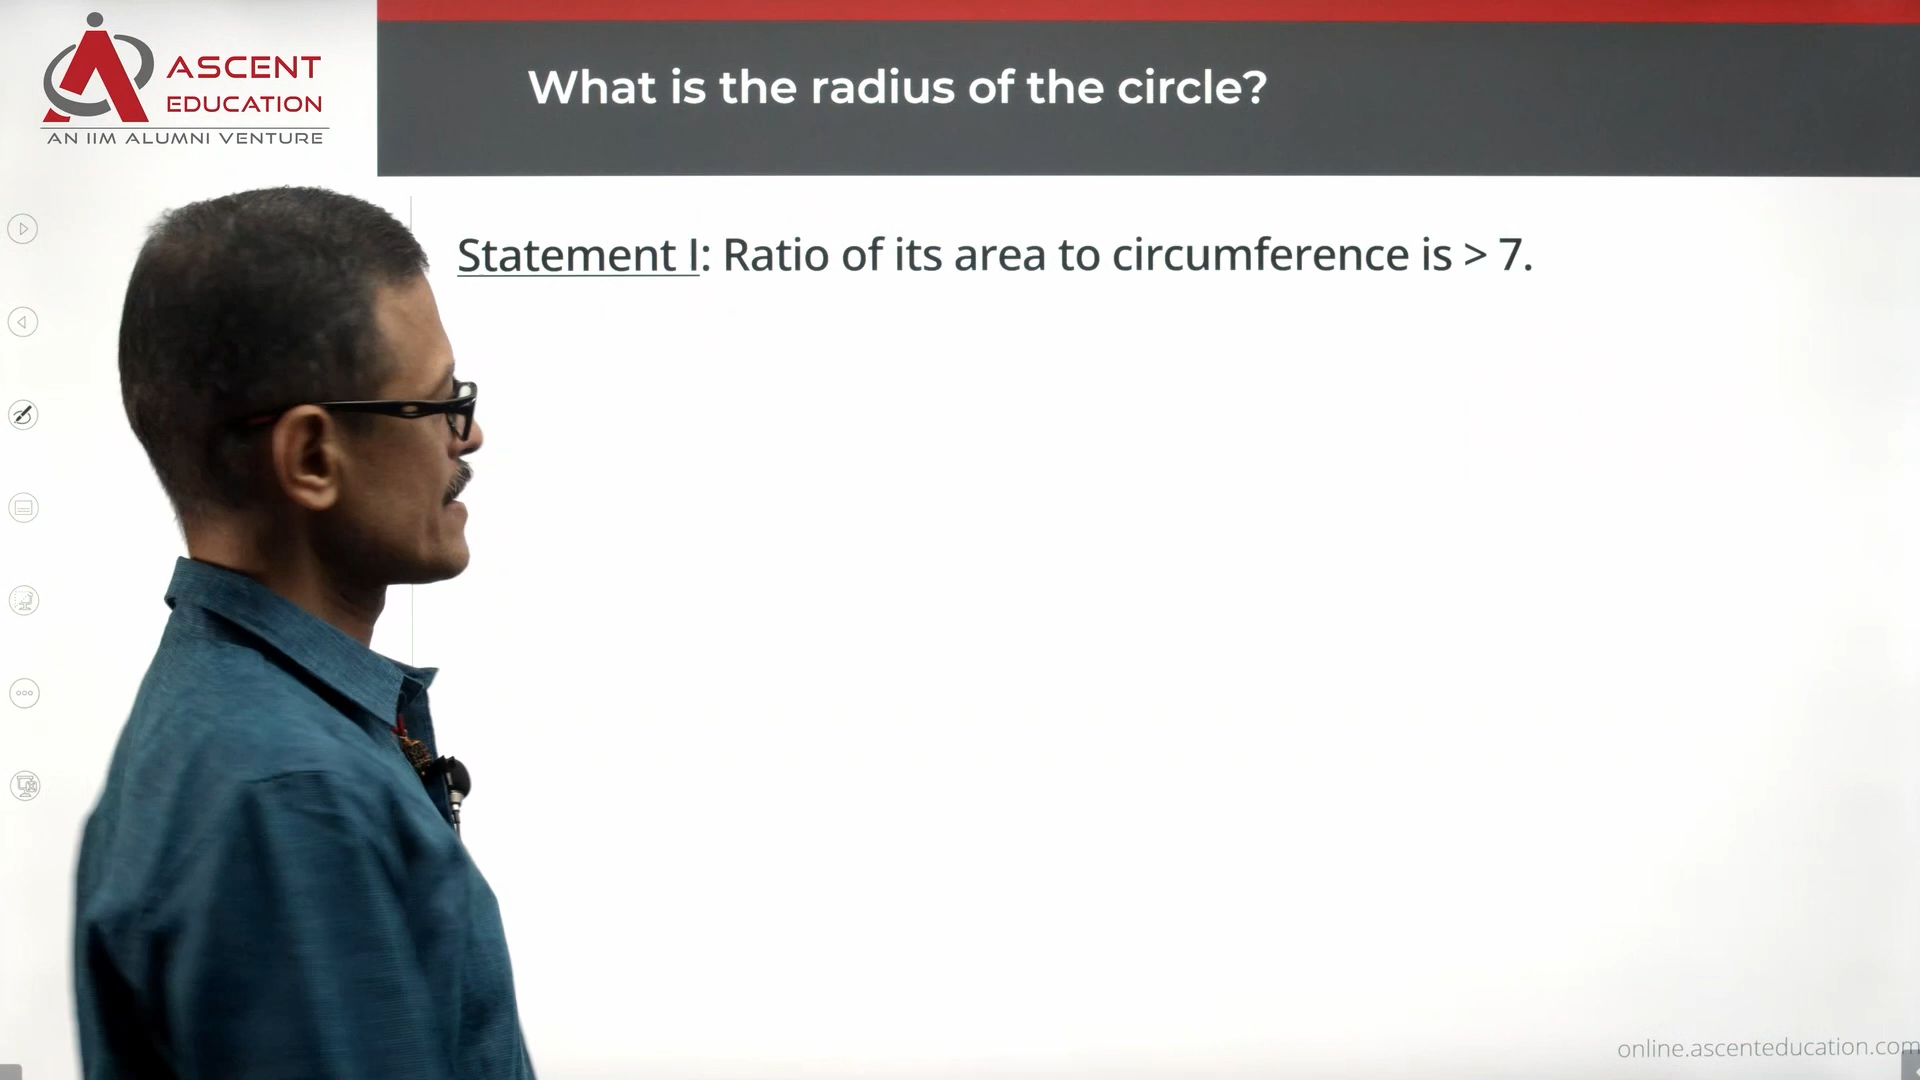 ASCENT
EDUCATION
AN IIM ALUMNI VENTURE
What is the radius of the circle?
Statement I: Ratio of its area to circumference is > 7.
online.ascenteducation.com